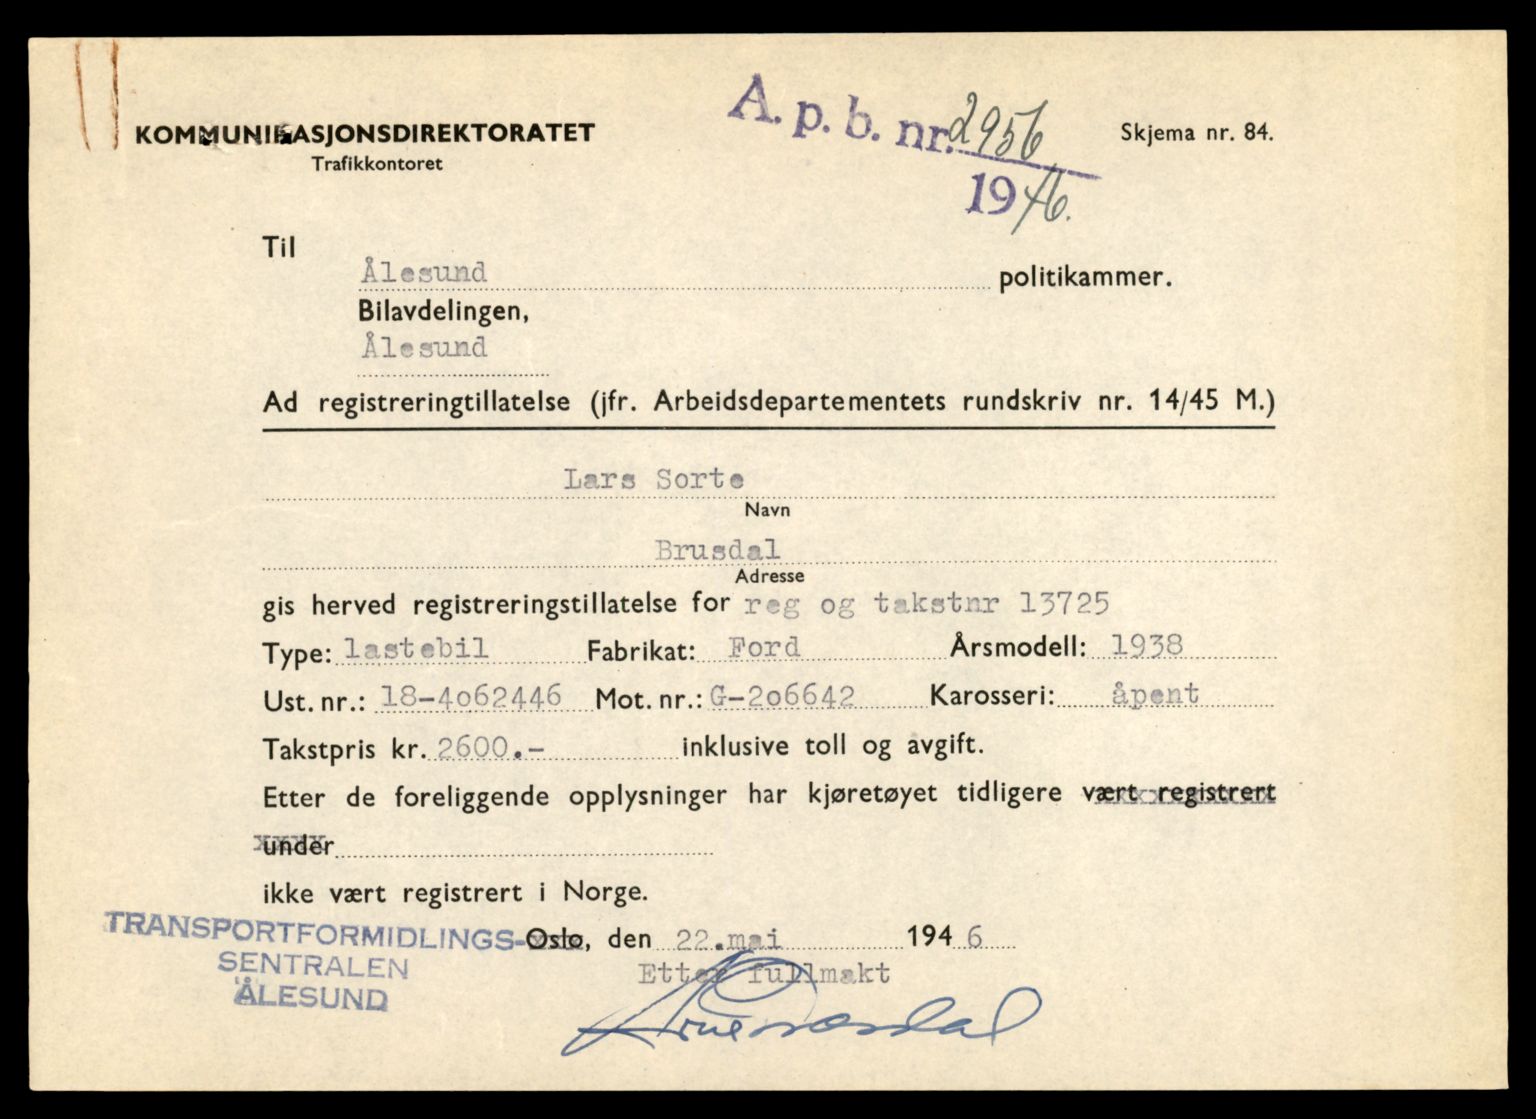 KOMMUNIKASJONSDIREKTORATET
Trafikkontoret
A. p. b. nr. 2956
1946.
Skjema nr. 84.
Til
Ålesund politikammer.
Bilavdelingen,
Ålesund
Ad registreringtillatelse (jfr. Arbeidsdepartementets rundskriv nr. 14/45 M.)
Lars Sorte
Navn
Brusdal
Adresse
gis herved registreringstillatelse for reg og takstnr 13725
Type: lastebil Fabrikat: Ford Årsmodell: 1938
Ust. nr.: 18-4o62446 Mot. nr.: G-2o6642 Karosseri: åpent
Takstpris kr. 2600.- inklusive toll og avgift.
Etter de foreliggende opplysninger har kjøretøyet tidligere vært registrert
under
ikke vært registrert i Norge.
TRANSPORTFORMIDLINGS-
SENTRALEN
ÅLESUND
Oslo, den 22.mai 1946
Etter fullmakt